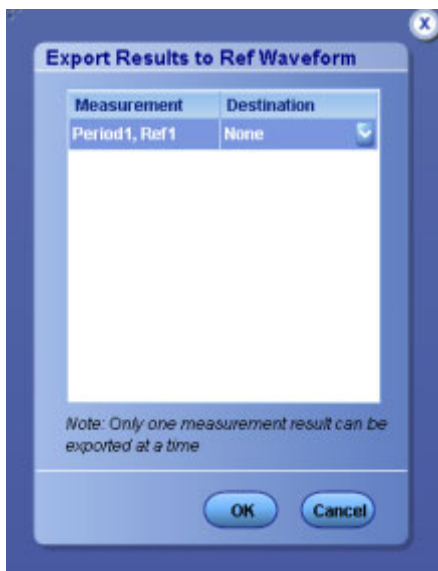 X
Export Results to Ref Waveform
Measurement Destination
Period1, Ref1 None
Note: Only one measurement result can be
exported at a time
OK Cancel